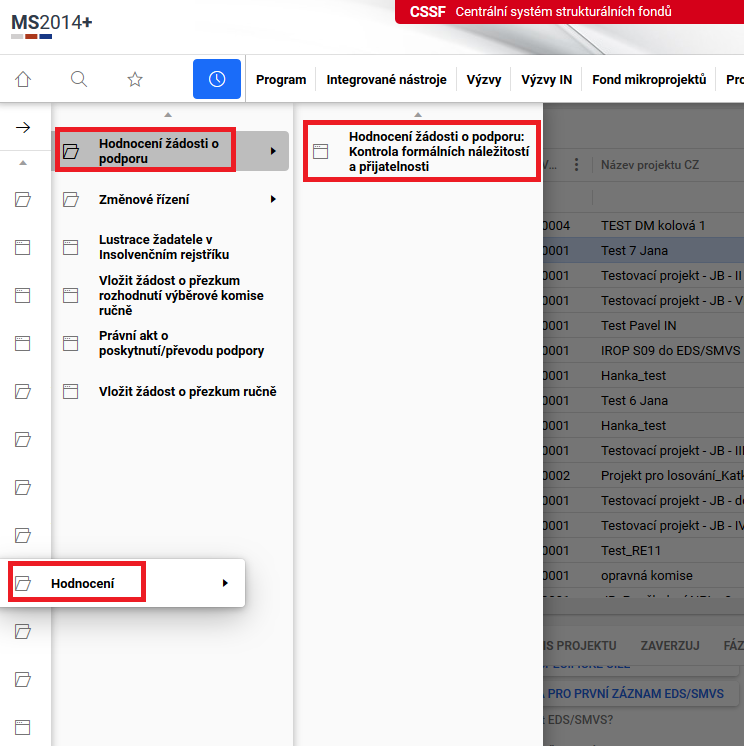 MS2014+
CSSF Centrální systém strukturálních fondů
Program
Integrované nástroje
Výzvy
Výzvy IN
Fond mikroprojektů
Pro
Hodnocení žádosti o
podporu
Změnové řízení
Lustrace žadatele v
Insolvenčním rejstříku
Vložit žádost o přezkum
rozhodnutí výběrové komise
ručně
Právní akt o
poskytnutí/převodu podpory
Vložit žádost o přezkum ručně
Hodnocení
Hodnocení žádosti o podporu:
Kontrola formálních náležitostí
a přijatelnosti
V... Název projektu CZ
0004 TEST DM kolová 1
0001 Test 7 Jana
0001 Testovací projekt - JB - II
0001 Testovací projekt - JB - V
0001 Test Pavel IN
0001 IROP S09 do EDS/SMVS
0001 Hanka_test
0001 Test 6 Jana
0001 Hanka_test
0001 Testovací projekt - JB - III
0002 Projekt pro losování_Katk
0001 Testovací projekt - JB - do
0001 Testovací projekt - JB - IV
0001 Test_RE11
0001 opravná komise
IS PROJEKTU
ZAVERZUJ
FÁZ
A PRO PRVNÍ ZÁZNAM EDS/SMVS
EDS/SMVS?